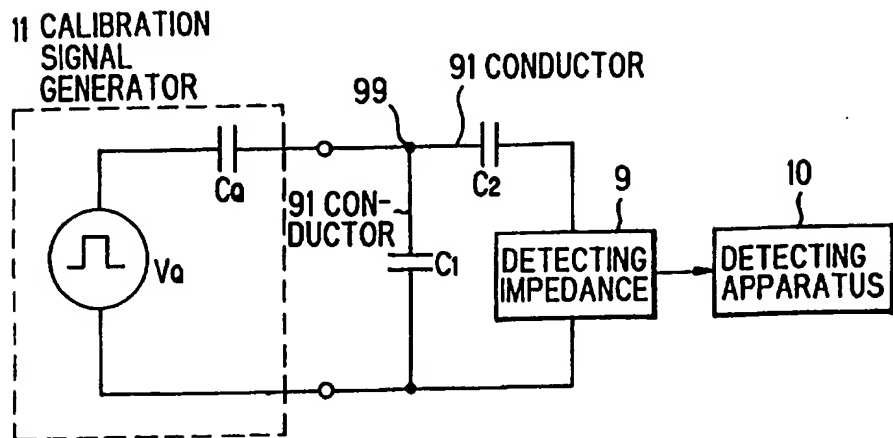 11 CALIBRATION
SIGNAL
GENERATOR
91 CONDUCTOR
99
Ca
C2
9
10
91 CON-
DUCTOR
Va
C1
DETECTING
IMPEDANCE
DETECTING
APPARATUS